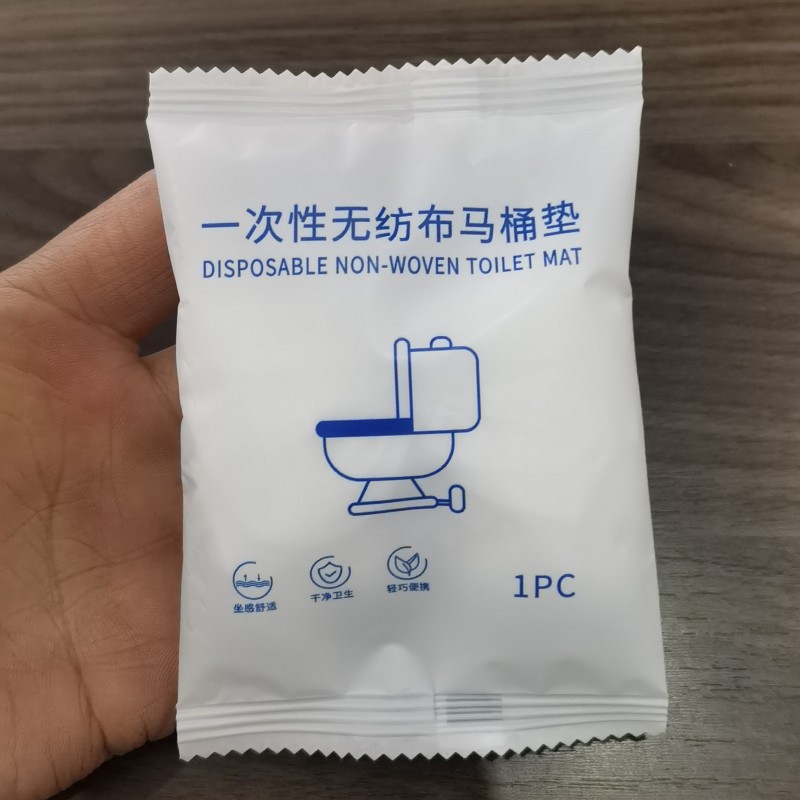 一次性无纺布马桶垫
DISPOSABLE NON-WOVEN TOILET MAT
坐感舒适
干净卫生
轻巧便携
1PC